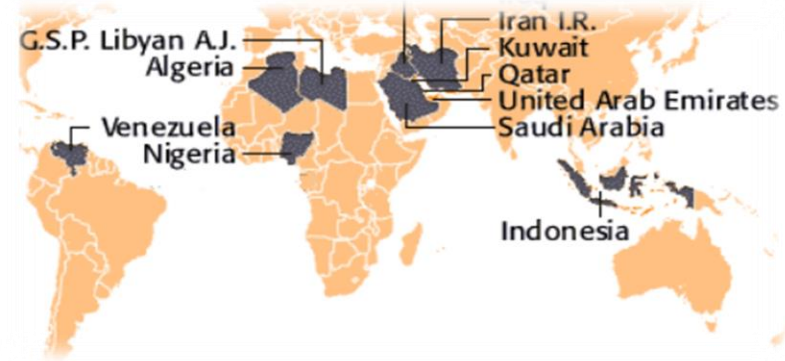 Iran I.R.
G.S.P. Libyan A.J.
Kuwait
Algeria
Qatar
United Arab Emirates
Venezuela
Saudi Arabia
Nigeria
Indonesia